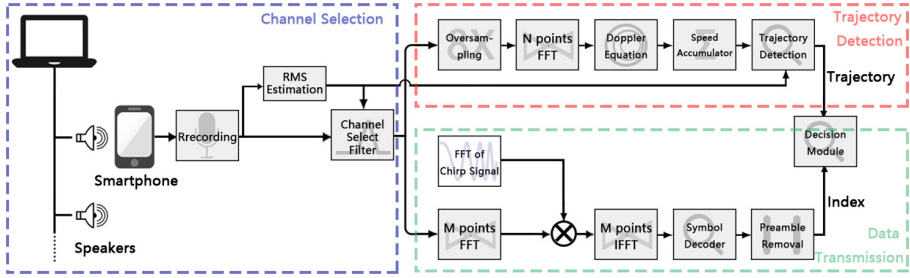 Channel Selection
Smartphone
Speakers
Rrecording
RMS
Estimation
Channel
Select
Filter
Trajectory
Detection
8X
Oversam-
pling
N points
FFT
Doppler
Equation
Σ
Speed
Accumulator
Trajectory
Detection
Trajectory
Decision
Module
Index
FFT of
Chirp Signal
M points
FFT
M points
IFFT
Symbol
Decoder
Preamble
Removal
Data
Transmission